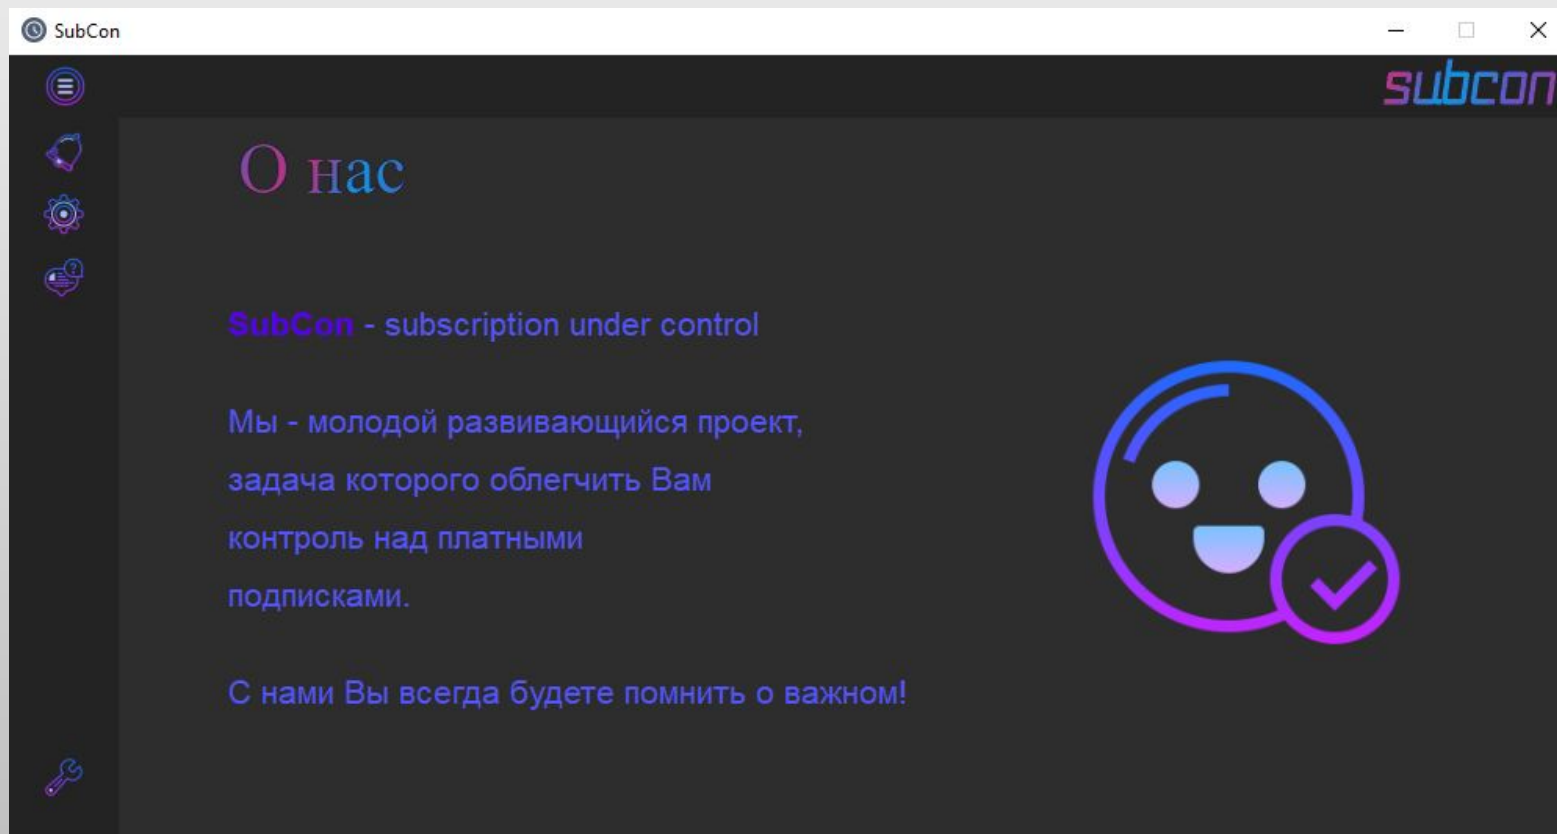 SubCon
subcon
О нас
SubCon - subscription under control
Мы - молодой развивающийся проект,
задача которого облегчить Вам
контроль над платными
подписками.
С нами Вы всегда будете помнить о важном!